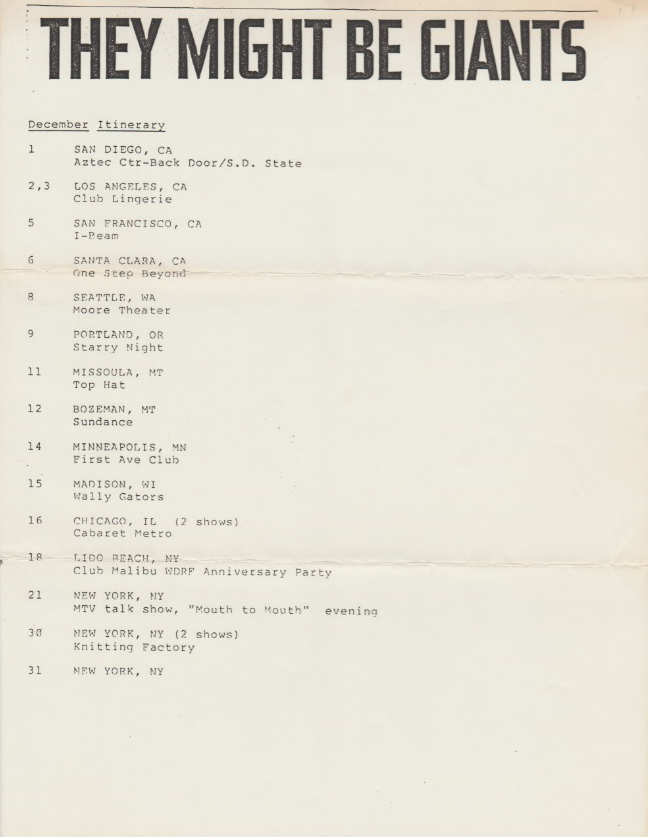 THEY MIGHT BE GIANTS
December Itinerary
1 SAN DIEGO, CA
Aztec Ctr-Back Door/S.D. State
2,3 LOS ANGELES, CA
Club Lingerie
5 SAN FRANCISCO, CA
I-Beam
6 SANTA CLARA, CA
One Step Beyond
8 SEATTLE, WA
Moore Theater
9 PORTLAND, OR
Starry Night
11 MISSOULA, MT
Top Hat
12 BOZEMAN, MT
Sundance
14 MINNEAPOLIS, MN
First Ave Club
15 MADISON, WI
Wally Gators
16 CHICAGO, IL (2 shows)
Cabaret Metro
18 LIDO BEACH, NY
Club Malibu WDRF Anniversary Party
21 NEW YORK, NY
MTV talk show, "Mouth to Mouth" evening
30 NEW YORK, NY (2 shows)
Knitting Factory
31 NEW YORK, NY